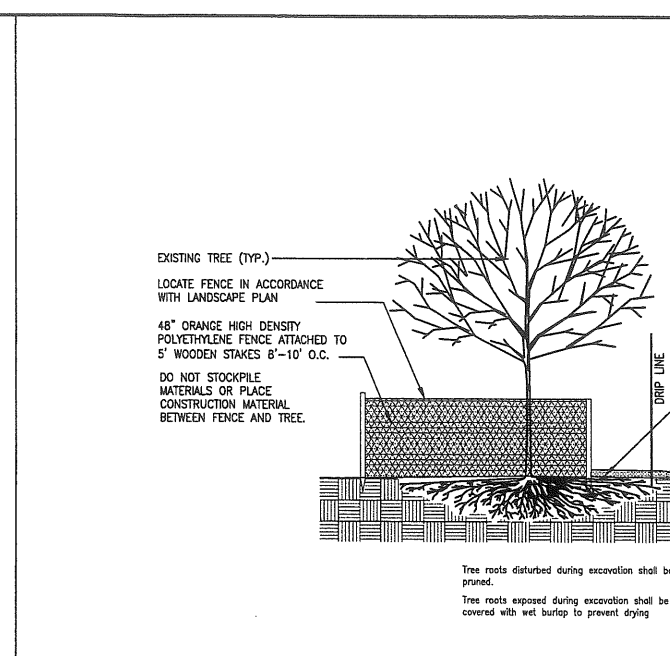 EXISTING TREE (TYP.)
LOCATE FENCE IN ACCORDANCE
WITH LANDSCAPE PLAN
48" ORANGE HIGH DENSITY
POLYETHYLENE FENCE ATTACHED TO
5' WOODEN STAKES 8'-10' O.C.
DO NOT STOCKPILE
MATERIALS OR PLACE
CONSTRUCTION MATERIAL
BETWEEN FENCE AND TREE.
DRIP LINE
Tree roots disturbed during excavation shall be
pruned.
Tree roots exposed during excavation shall be
covered with wet burlap to prevent drying